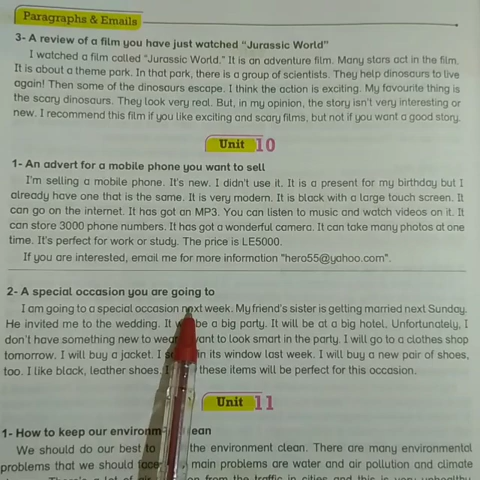 Paragraphs & Emails
3- A review of a film you have just watched “Jurassic World”
I watched a film called “Jurassic World.” It is an adventure film. Many stars act in the film.
It is about a theme park. In that park, there is a group of scientists. They help dinosaurs to live
again! Then some of the dinosaurs escape. I think the action is exciting. My favourite thing is
the scary dinosaurs. They look very real. But, in my opinion, the story isn't very interesting or
new. I recommend this film if you like exciting and scary films, but not if you want a good story.
Unit 10
1- An advert for a mobile phone you want to sell
I'm selling a mobile phone. It's new. I didn't use it. It is a present for my birthday but I
already have one that is the same. It is very modern. It is black with a large touch screen. It
can go on the internet. It has got an MP3. You can listen to music and watch videos on it. It
can store 3000 phone numbers. It has got a wonderful camera. It can take many photos at one
time. It's perfect for work or study. The price is LE5000.
If you are interested, email me for more information “hero55@yahoo.com”.
2- A special occasion you are going to
I am going to a special occasion next week. My friend's sister is getting married next Sunday.
He invited me to the wedding. It be a big party. It will be at a big hotel. Unfortunately, I
don't have something new to wear want to look smart in the party. I will go to a clothes shop
tomorrow. I will buy a jacket. I in its window last week. I will buy a new pair of shoes,
too. I like black, leather shoes. these items will be perfect for this occasion.
Unit 11
1- How to keep our ean
We should do our best to the environment clean. There are many environmental
problems that we should face main problems are water and air pollution and climate
from the traffic in cities and this is very unhealthy